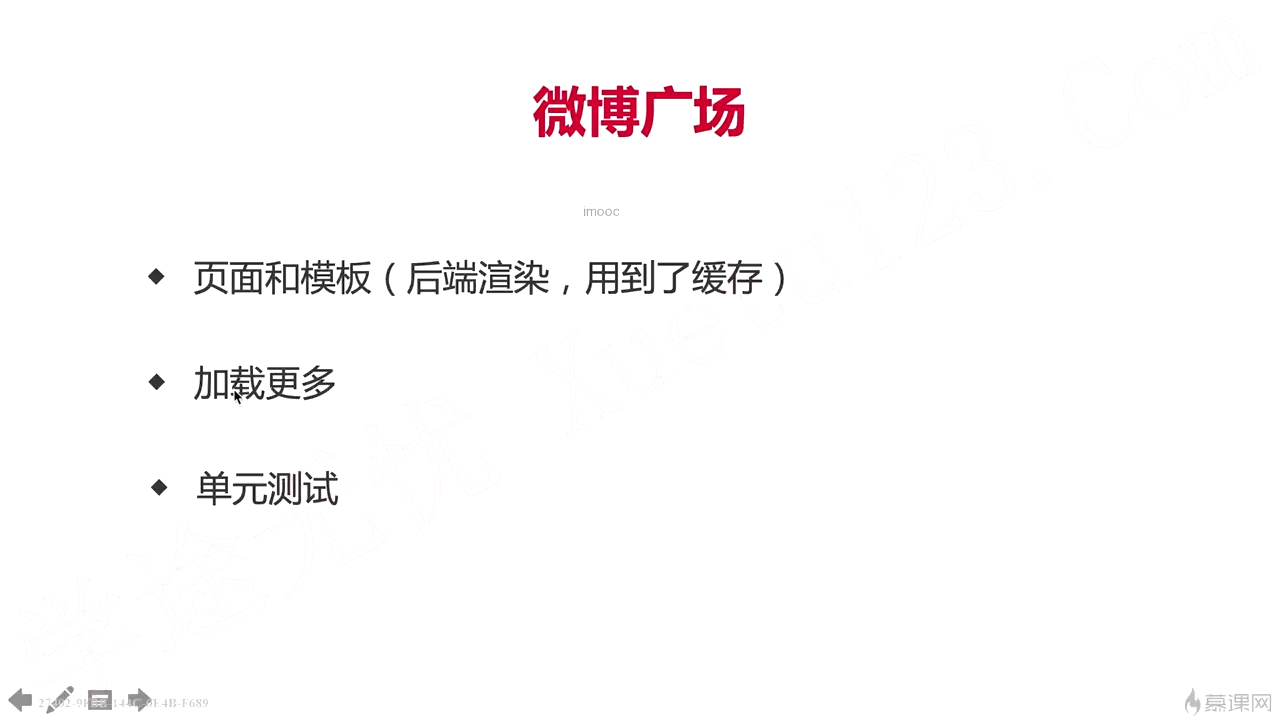 微博广场
imooc
页面和模板（后端渲染，用到了缓存）
加载更多
单元测试
慕课网